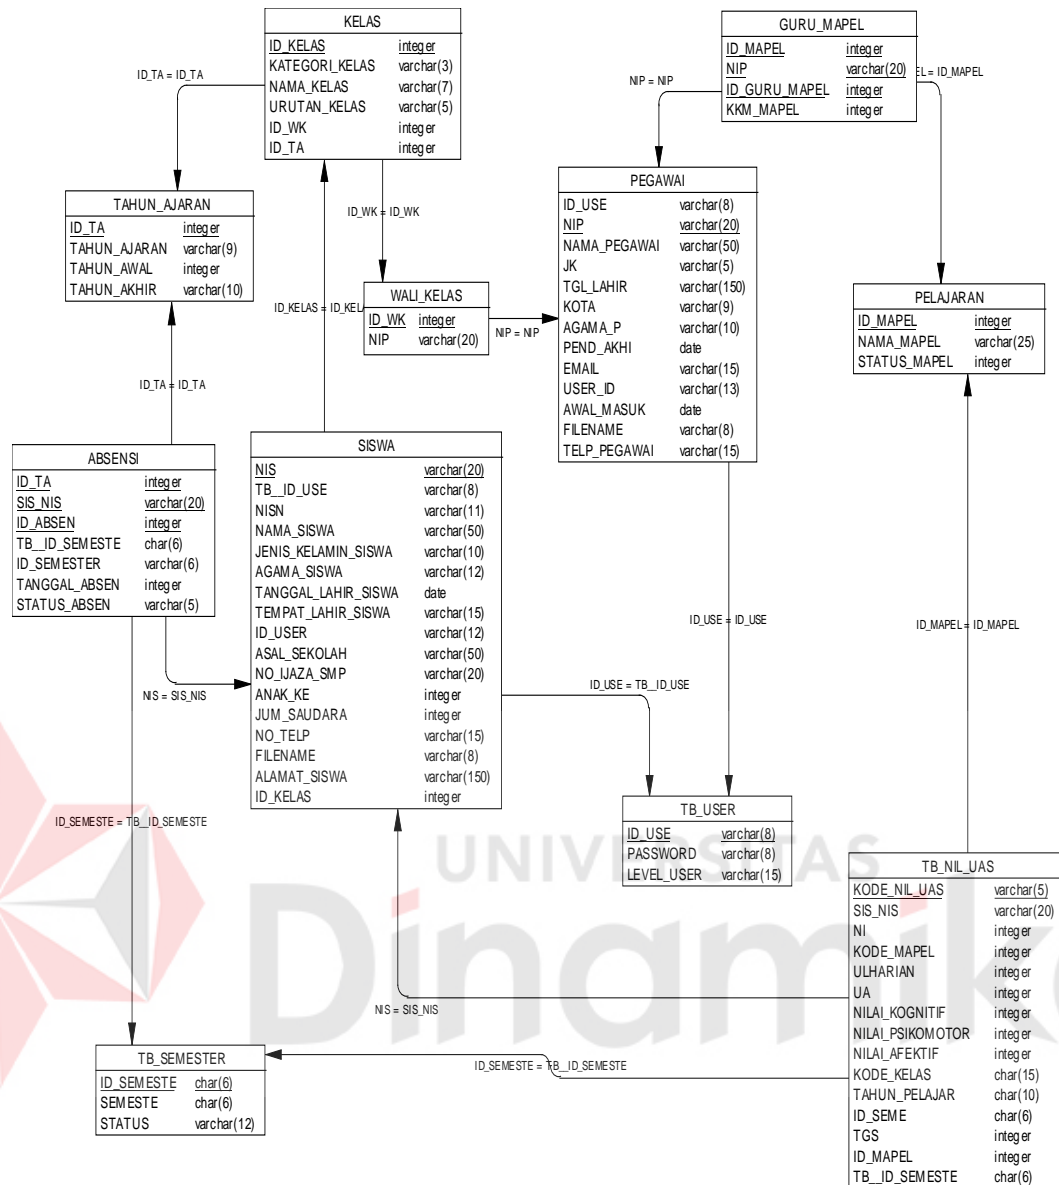 KELAS
ID_KELAS integer
KATEGORI_KELAS varchar(3)
NAMA_KELAS varchar(7)
URUTAN_KELAS varchar(5)
ID_WK integer
ID_TA integer
GURU_MAPEL
ID_MAPEL integer
NIP varchar(20)
ID_GURU_MAPEL integer
KKM_MAPEL integer
ID_TA = ID_TA
NIP = NIP
EL = ID_MAPEL
TAHUN_AJARAN
ID_TA integer
TAHUN_AJARAN varchar(9)
TAHUN_AWAL integer
TAHUN_AKHIR varchar(10)
ID_WK = ID_WK
PEGAWAI
ID_USE varchar(8)
NIP varchar(20)
NAMA_PEGAWAI varchar(50)
JK varchar(5)
TGL_LAHIR varchar(150)
KOTA varchar(9)
AGAMA_P varchar(10)
PEND_AKHI date
EMAIL varchar(15)
USER_ID varchar(13)
AWAL_MASUK date
FILENAME varchar(8)
TELP_PEGAWAI varchar(15)
WALI_KELAS
ID_WK integer
NIP varchar(20)
ID_KELAS = ID_KELA
NIP = NIP
PELAJARAN
ID_MAPEL integer
NAMA_MAPEL varchar(25)
STATUS_MAPEL integer
ID_TA = ID_TA
ABSENSI
ID_TA integer
SIS_NIS varchar(20)
ID_ABSEN integer
TB__ID_SEMESTE char(6)
ID_SEMESTER varchar(6)
TANGGAL_ABSEN integer
STATUS_ABSEN varchar(5)
SISWA
NIS varchar(20)
TB__ID_USE varchar(8)
NISN varchar(11)
NAMA_SISWA varchar(50)
JENIS_KELAMIN_SISWA varchar(10)
AGAMA_SISWA varchar(12)
TANGGAL_LAHIR_SISWA date
TEMPAT_LAHIR_SISWA varchar(15)
ID_USER varchar(12)
ASAL_SEKOLAH varchar(50)
NO_IJAZA_SMP varchar(20)
ANAK_KE integer
JUM_SAUDARA integer
NO_TELP varchar(15)
FILENAME varchar(8)
ALAMAT_SISWA varchar(150)
ID_KELAS integer
ID_USE = ID_USE
ID_MAPEL = ID_MAPEL
NIS = SIS_NIS
ID_USE = TB__ID_USE
TB_USER
ID_USE varchar(8)
PASSWORD varchar(8)
LEVEL_USER varchar(15)
ID_SEMESTE = TB__ID_SEMESTE
UNIVERSITAS
Dinamika
TB_NIL_UAS
KODE_NIL_UAS varchar(5)
SIS_NIS varchar(20)
NI integer
KODE_MAPEL integer
ULHARIAN integer
UA integer
NILAI_KOGNITIF integer
NILAI_PSIKOMOTOR integer
NILAI_AFEKTIF integer
KODE_KELAS char(15)
TAHUN_PELAJAR char(10)
ID_SEME char(6)
TGS integer
ID_MAPEL integer
TB__ID_SEMESTE char(6)
NIS = SIS_NIS
TB_SEMESTER
ID_SEMESTE char(6)
SEMESTE char(6)
STATUS varchar(12)
ID_SEMESTE = TB__ID_SEMESTE